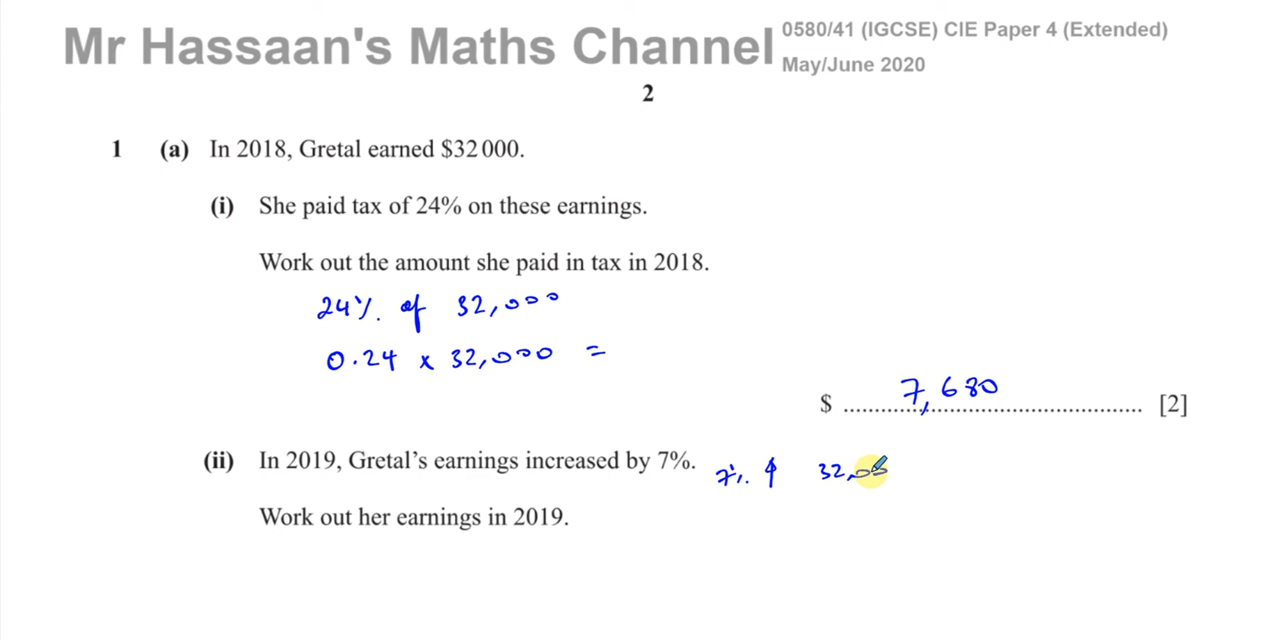 Mr Hassaan's Maths Channel
0580/41 (IGCSE) CIE Paper 4 (Extended)
May/June 2020
2
1 (a) In 2018, Gretal earned $32 000.
(i) She paid tax of 24% on these earnings.
Work out the amount she paid in tax in 2018.
24% of 32,000
0.24 x 32,000 =
7,680
$ ................................................ [2]
(ii) In 2019, Gretal's earnings increased by 7%.
7% of 32,00
Work out her earnings in 2019.